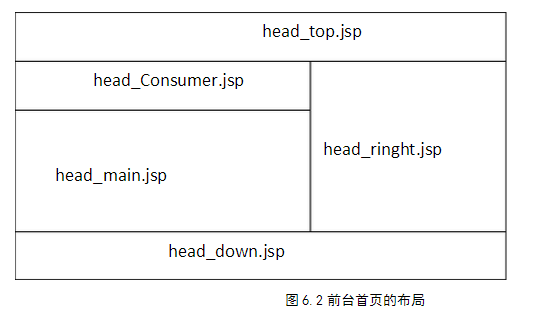 head_top.jsp
head_Consumer.jsp
head_ringht.jsp
head_main.jsp
head_down.jsp
图6.2 前台首页的布局